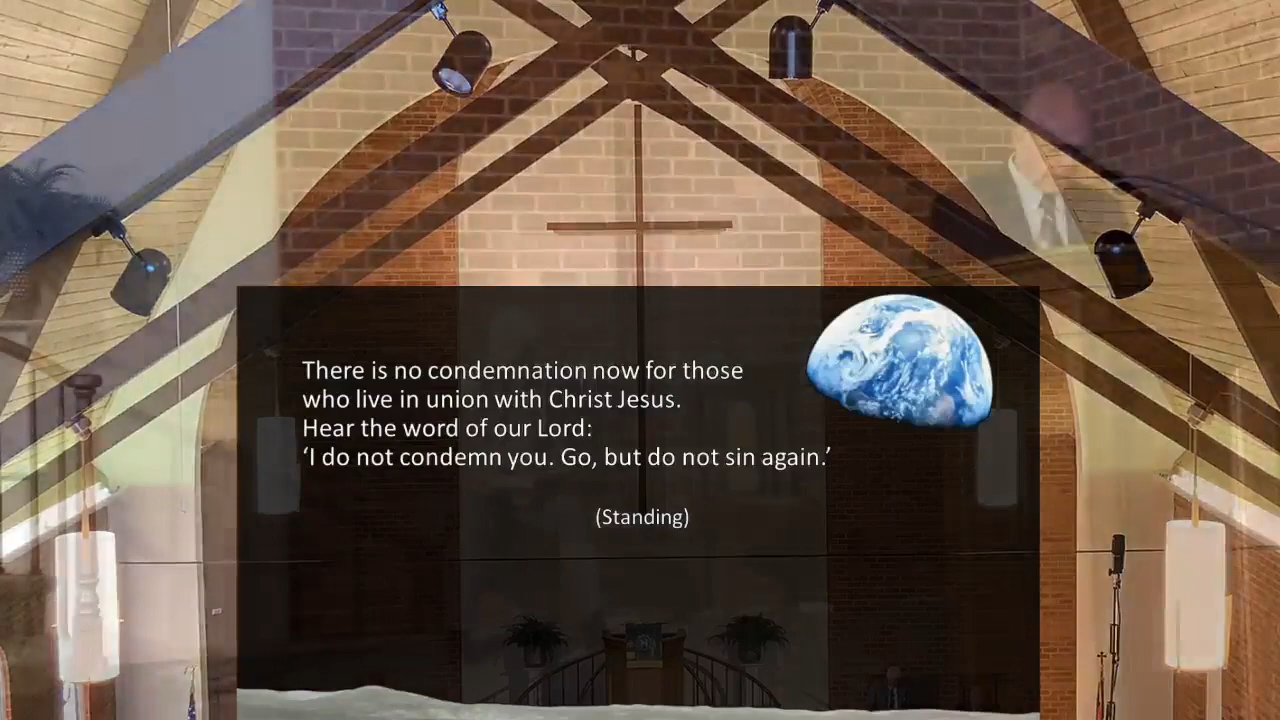 There is no condemnation now for those
who live in union with Christ Jesus.
Hear the word of our Lord:
‘I do not condemn you. Go, but do not sin again.’
(Standing)